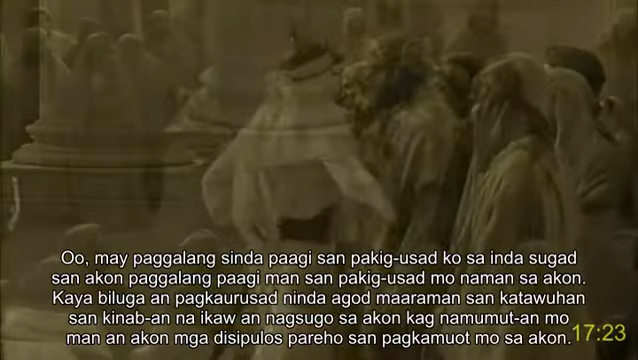 Oo, may paggalang sinda paagi san pakig-usad ko sa inda sugad
san akon paggalang paagi man san pakig-usad mo naman sa akon.
Kaya biluga an pagkaurusad ninda agod maaraman san katawuhan
san kinab-an na ikaw an nagsugo sa akon kag namumut-an mo
man an akon mga disipulos pareho san pagkamuot mo sa akon.
17:23